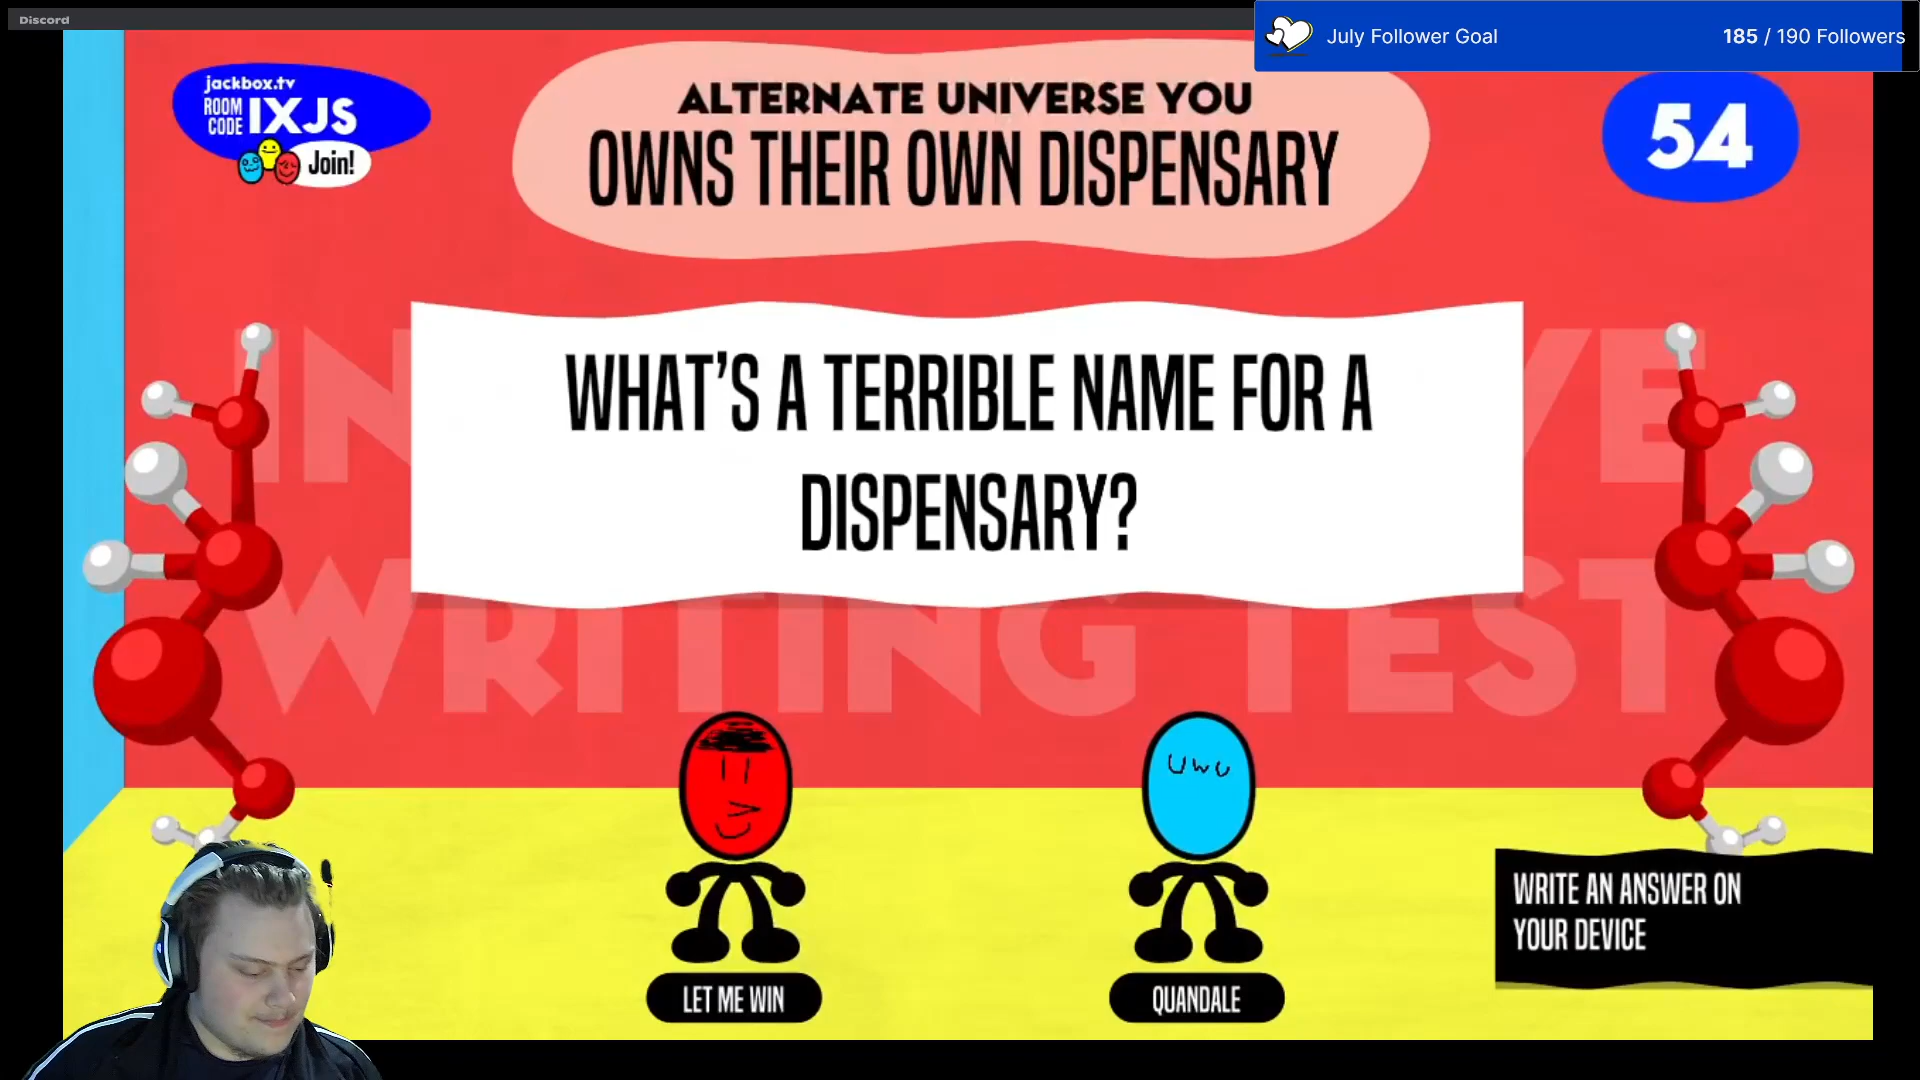 Discord
July Follower Goal
185 / 190 Followers
jackbox.tv
ROOM CODE IXJS
Join!
ALTERNATE UNIVERSE YOU
OWNS THEIR OWN DISPENSARY
54
WHAT'S A TERRIBLE NAME FOR A
DISPENSARY?
WRITING TEST
UwU
WRITE AN ANSWER ON
YOUR DEVICE
LET ME WIN
QUANDALE